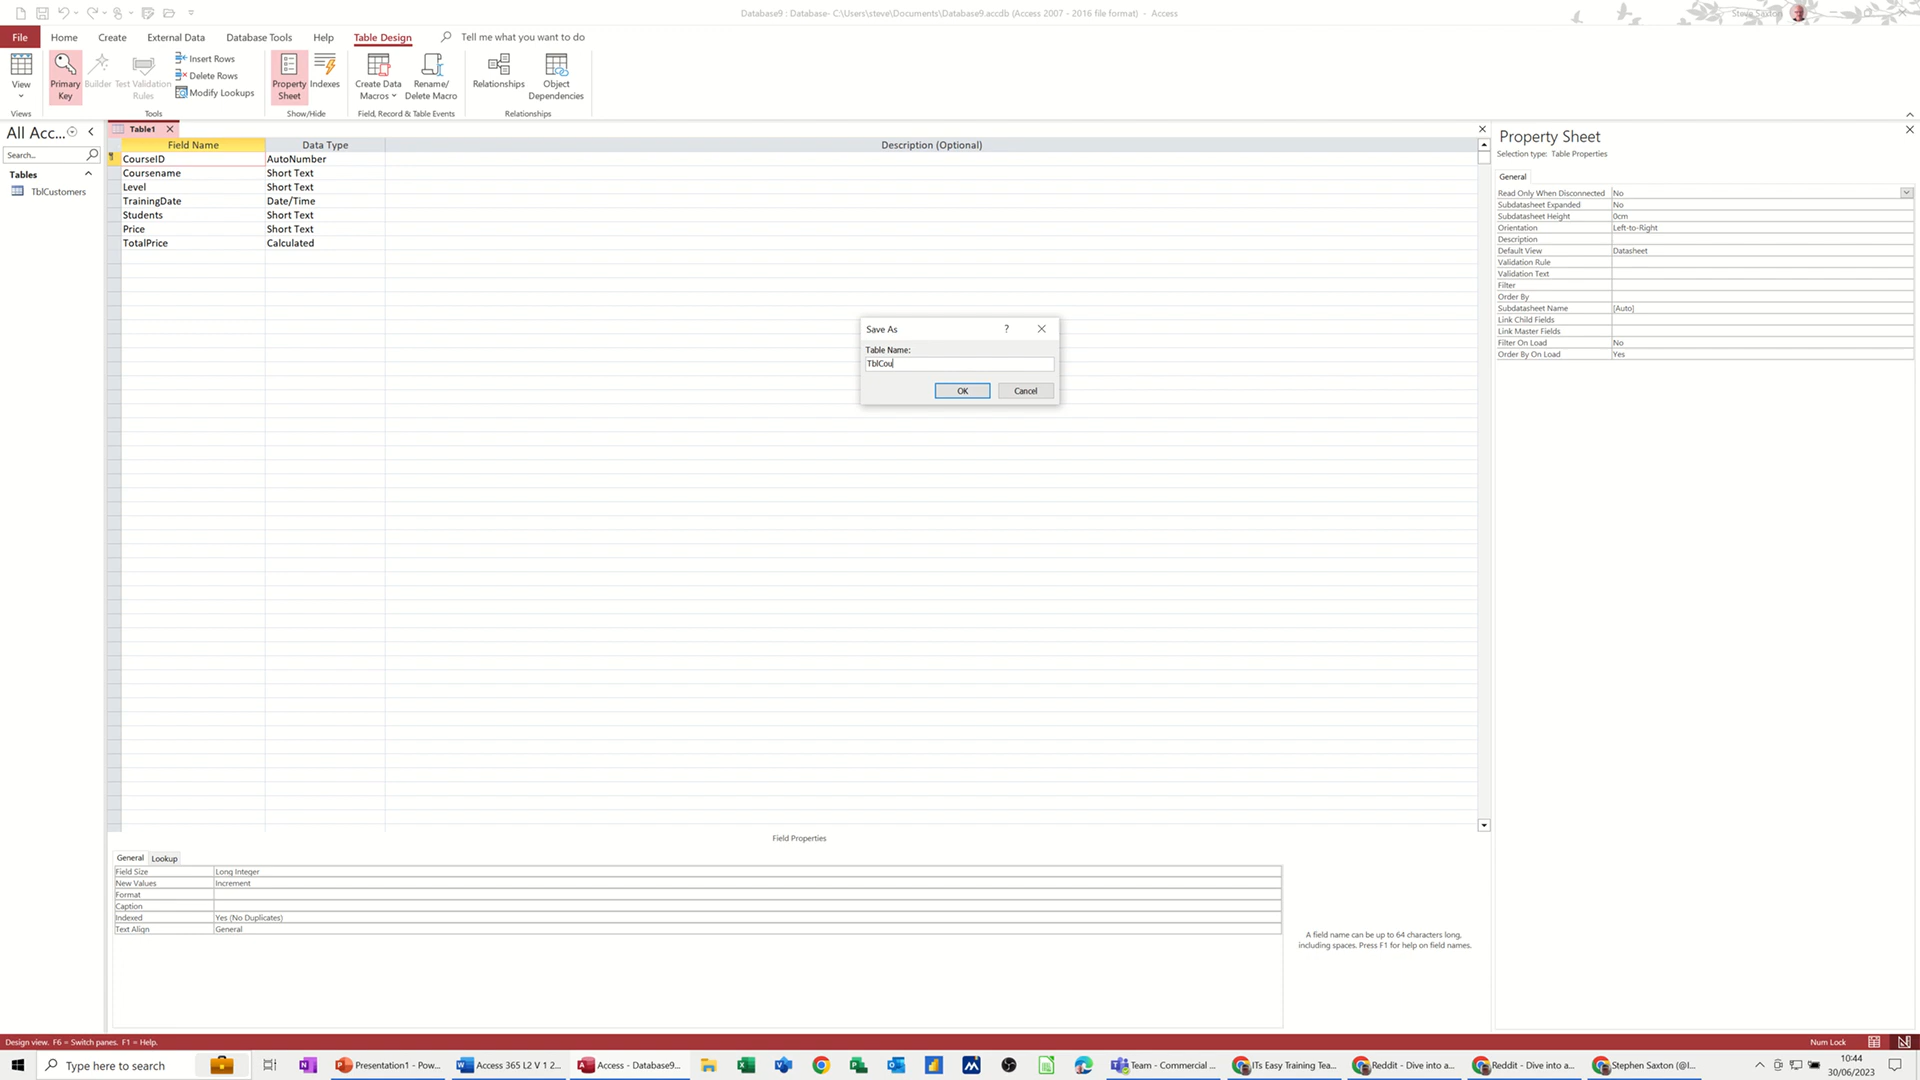 Database9 : Database- C:\Users\steve\Documents\Database9.accdb (Access 2007 - 2016 file format) - Access
Steve Saxton
File Home Create External Data Database Tools Help Table Design Tell me what you want to do
View
Primary Key
Builder
Test Validation Rules
Insert Rows
Delete Rows
Modify Lookups
Property Sheet
Indexes
Create Data Macros
Rename/ Delete Macro
Relationships
Object Dependencies
Views Tools Show/Hide Field, Record & Table Events Relationships
All Acc...
Search...
Tables
TblCustomers
Table1
Field Name Data Type Description (Optional)
CourseID AutoNumber
Coursename Short Text
Level Short Text
TrainingDate Date/Time
Students Short Text
Price Short Text
TotalPrice Calculated
Save As ?
Table Name:
TblCou
OK Cancel
Property Sheet
Selection type: Table Properties
General
Read Only When Disconnected No
Subdatasheet Expanded No
Subdatasheet Height 0cm
Orientation Left-to-Right
Description
Default View Datasheet
Validation Rule
Validation Text
Filter
Order By
Subdatasheet Name [Auto]
Link Child Fields
Link Master Fields
Filter On Load No
Order By On Load Yes
Field Properties
General Lookup
Field Size Long Integer
New Values Increment
Format
Caption
Indexed Yes (No Duplicates)
Text Align General
A field name can be up to 64 characters long,
including spaces. Press F1 for help on field names.
Design view. F6 = Switch panes. F1 = Help.
Num Lock
Type here to search
Presentation1 - Pow...
Access 365 L2 V 1 2...
Access - Database9...
Team - Commercial ...
ITs Easy Training Tea...
Reddit - Dive into a...
Reddit - Dive into a...
Stephen Saxton (@I...
10:44
30/06/2023